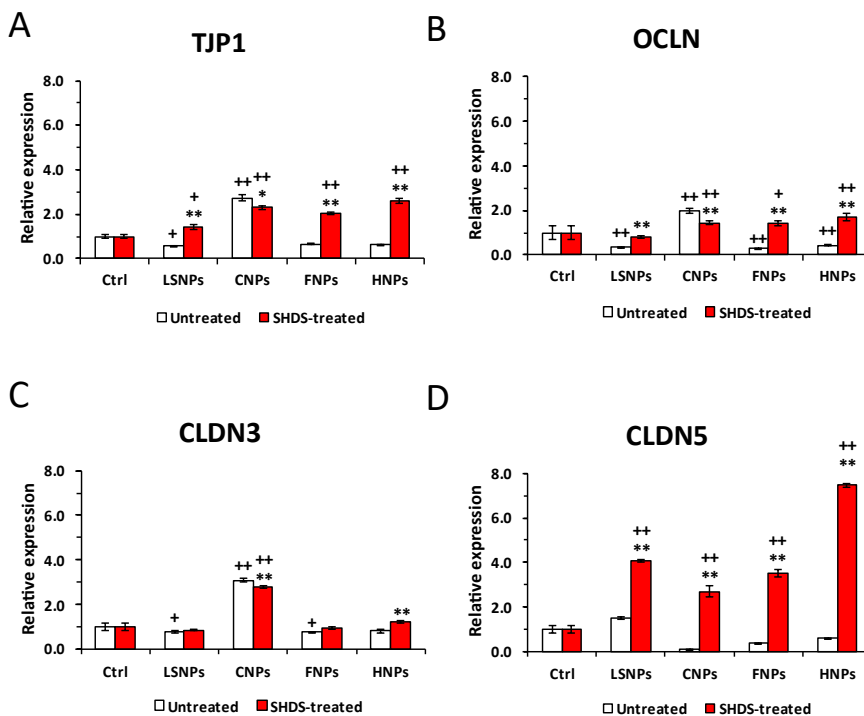 A
TJP1
8.0
6.0
4.0
2.0
0.0
Relative expression
+
+
**
++ ++
*
++
**
++
**
Ctrl LSNPs CNPs FNPs HNPs
Untreated SHDS-treated
B
OCLN
8.0
6.0
4.0
2.0
0.0
Relative expression
++ **
++ ++
**
++
+
**
++
++
**
Ctrl LSNPs CNPs FNPs HNPs
Untreated SHDS-treated
C
CLDN3
8.0
6.0
4.0
2.0
0.0
Relative expression
+
++ ++
**
+
**
Ctrl LSNPs CNPs FNPs HNPs
Untreated SHDS-treated
D
CLDN5
8.0
6.0
4.0
2.0
0.0
Relative expression
++
**
++
**
++
**
++
**
Ctrl LSNPs CNPs FNPs HNPs
Untreated SHDS-treated